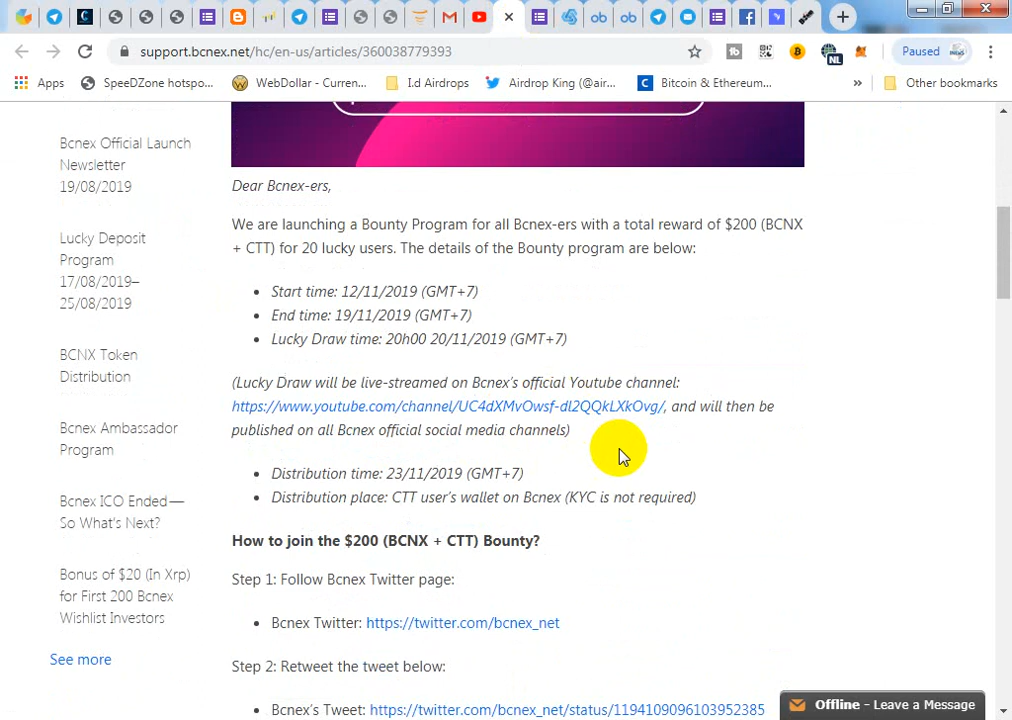 support.bcnex.net/hc/en-us/articles/360038779393
Paused
NL
Apps
SpeeDZone hotspo...
WebDollar - Curren...
I.d Airdrops
Airdrop King (@air...
Bitcoin & Ethereum...
»
Other bookmarks
Bcnex Official Launch
Newsletter
19/08/2019
Lucky Deposit
Program
17/08/2019–
25/08/2019
BCNX Token
Distribution
Bcnex Ambassador
Program
Bcnex ICO Ended—
So What's Next?
Bonus of $20 (In Xrp)
for First 200 Bcnex
Wishlist Investors
See more
Dear Bcnex-ers,
We are launching a Bounty Program for all Bcnex-ers with a total reward of $200 (BCNX
+ CTT) for 20 lucky users. The details of the Bounty program are below:
• Start time: 12/11/2019 (GMT+7)
• End time: 19/11/2019 (GMT+7)
• Lucky Draw time: 20h00 20/11/2019 (GMT+7)
(Lucky Draw will be live-streamed on Bcnex's official Youtube channel:
https://www.youtube.com/channel/UC4dXMvOwsf-dl2QQkLXkOvg/, and will then be
published on all Bcnex official social media channels)
• Distribution time: 23/11/2019 (GMT+7)
• Distribution place: CTT user's wallet on Bcnex (KYC is not required)
How to join the $200 (BCNX + CTT) Bounty?
Step 1: Follow Bcnex Twitter page:
• Bcnex Twitter: https://twitter.com/bcnex_net
Step 2: Retweet the tweet below:
• Bcnex's Tweet: https://twitter.com/bcnex_net/status/1194109096103952385
Offline - Leave a Message